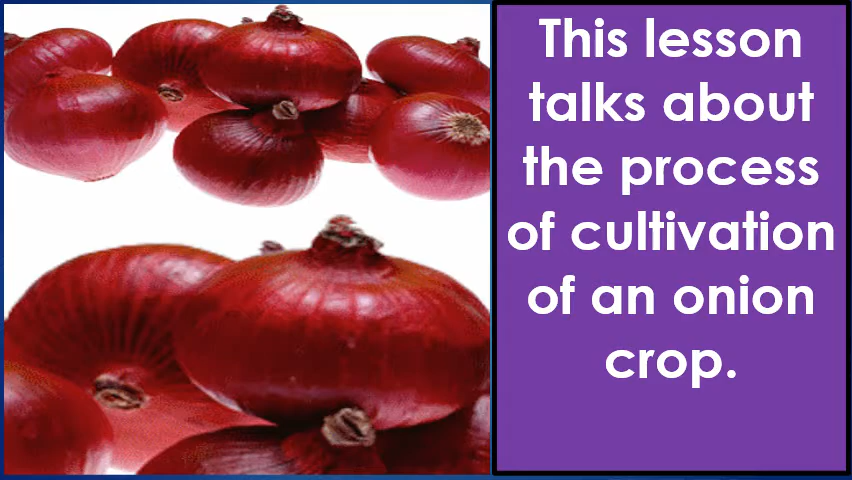 This lesson
talks about
the process
of cultivation
of an onion
crop.